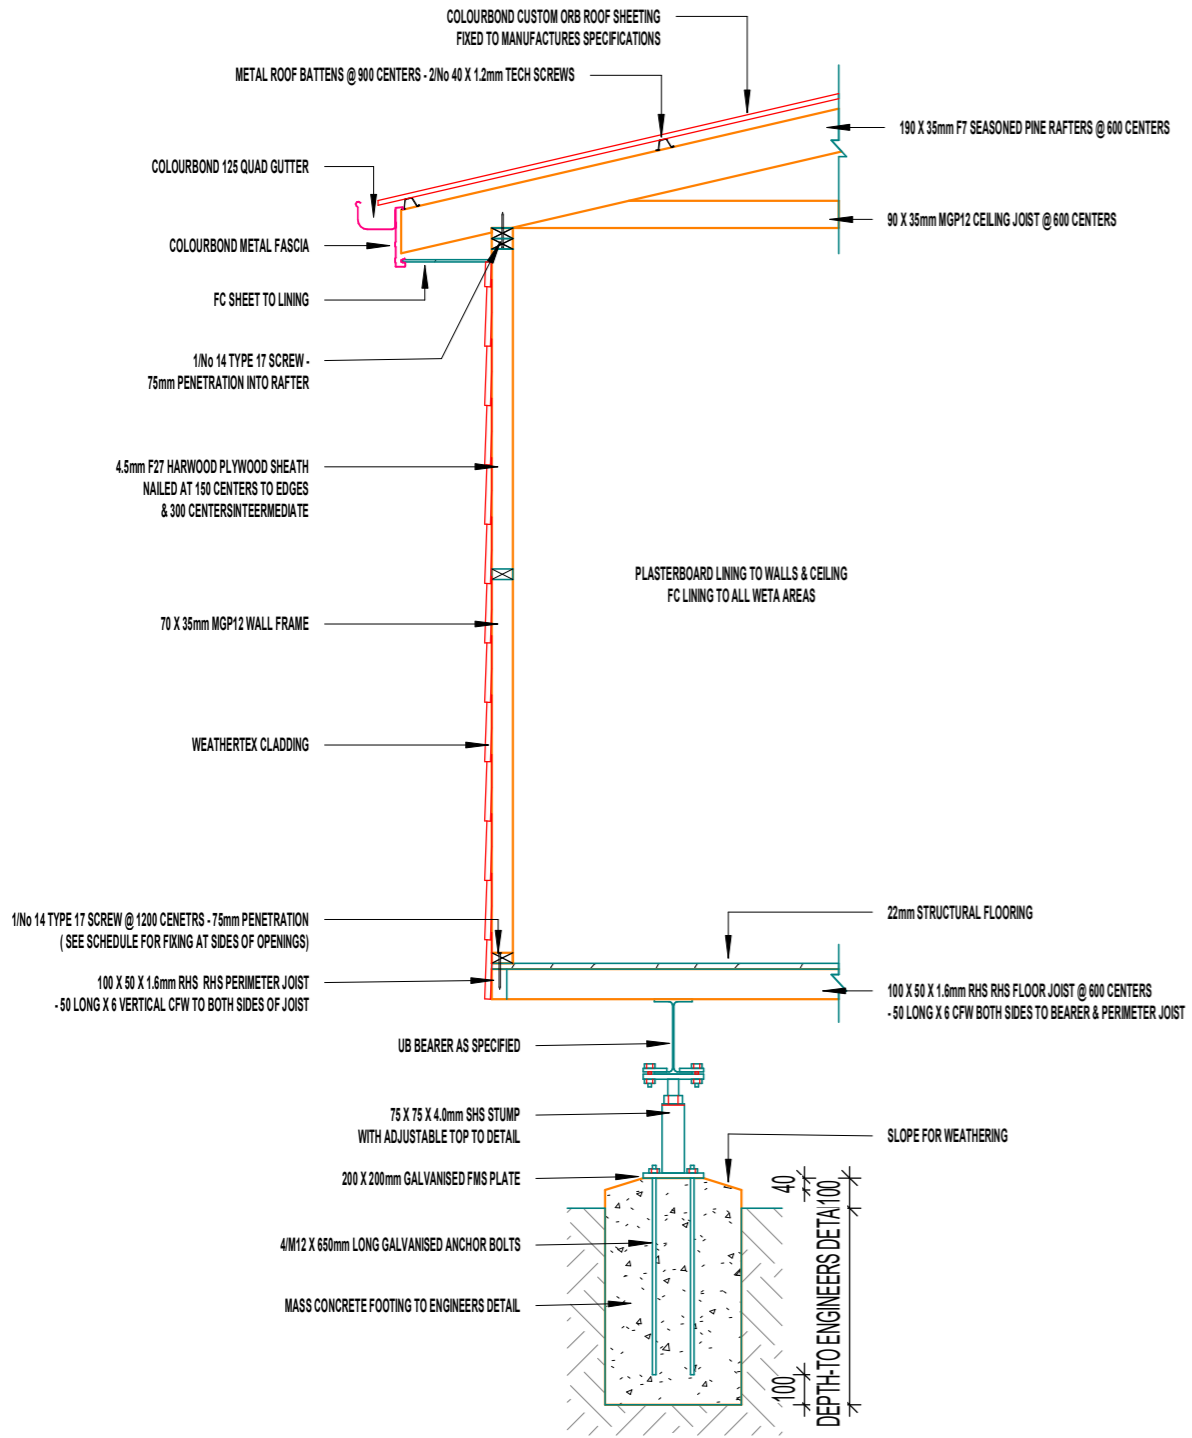 COLOURBOND CUSTOM ORB ROOF SHEETING
FIXED TO MANUFACTURES SPECIFICATIONS
METAL ROOF BATTENS @ 900 CENTERS - 2/No 40 X 1.2mm TECH SCREWS
190 X 35mm F7 SEASONED PINE RAFTERS @ 600 CENTERS
COLOURBOND 125 QUAD GUTTER
90 X 35mm MGP12 CEILING JOIST @ 600 CENTERS
COLOURBOND METAL FASCIA
FC SHEET TO LINING
1/No 14 TYPE 17 SCREW -
75mm PENETRATION INTO RAFTER
4.5mm F27 HARWOOD PLYWOOD SHEATH
NAILED AT 150 CENTERS TO EDGES
& 300 CENTERSINTEERMEDIATE
PLASTERBOARD LINING TO WALLS & CEILING
FC LINING TO ALL WETA AREAS
70 X 35mm MGP12 WALL FRAME
WEATHERTEX CLADDING
1/No 14 TYPE 17 SCREW @ 1200 CENETRS - 75mm PENETRATION
( SEE SCHEDULE FOR FIXING AT SIDES OF OPENINGS)
22mm STRUCTURAL FLOORING
100 X 50 X 1.6mm RHS RHS PERIMETER JOIST
- 50 LONG X 6 VERTICAL CFW TO BOTH SIDES OF JOIST
100 X 50 X 1.6mm RHS RHS FLOOR JOIST @ 600 CENTERS
- 50 LONG X 6 CFW BOTH SIDES TO BEARER & PERIMETER JOIST
UB BEARER AS SPECIFIED
75 X 75 X 4.0mm SHS STUMP
WITH ADJUSTABLE TOP TO DETAIL
SLOPE FOR WEATHERING
200 X 200mm GALVANISED FMS PLATE
40
100
4/M12 X 650mm LONG GALVANISED ANCHOR BOLTS
MASS CONCRETE FOOTING TO ENGINEERS DETAIL
DEPTH-TO ENGINEERS DETAI
100